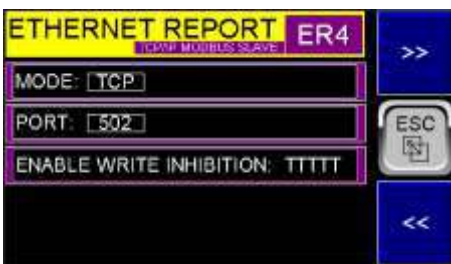 ETHERNET REPORT ER4
TCP/IP MODBUS SLAVE
>>
MODE: TCP
PORT: 502
ESC
ENABLE WRITE INHIBITION: TTTTT
<<